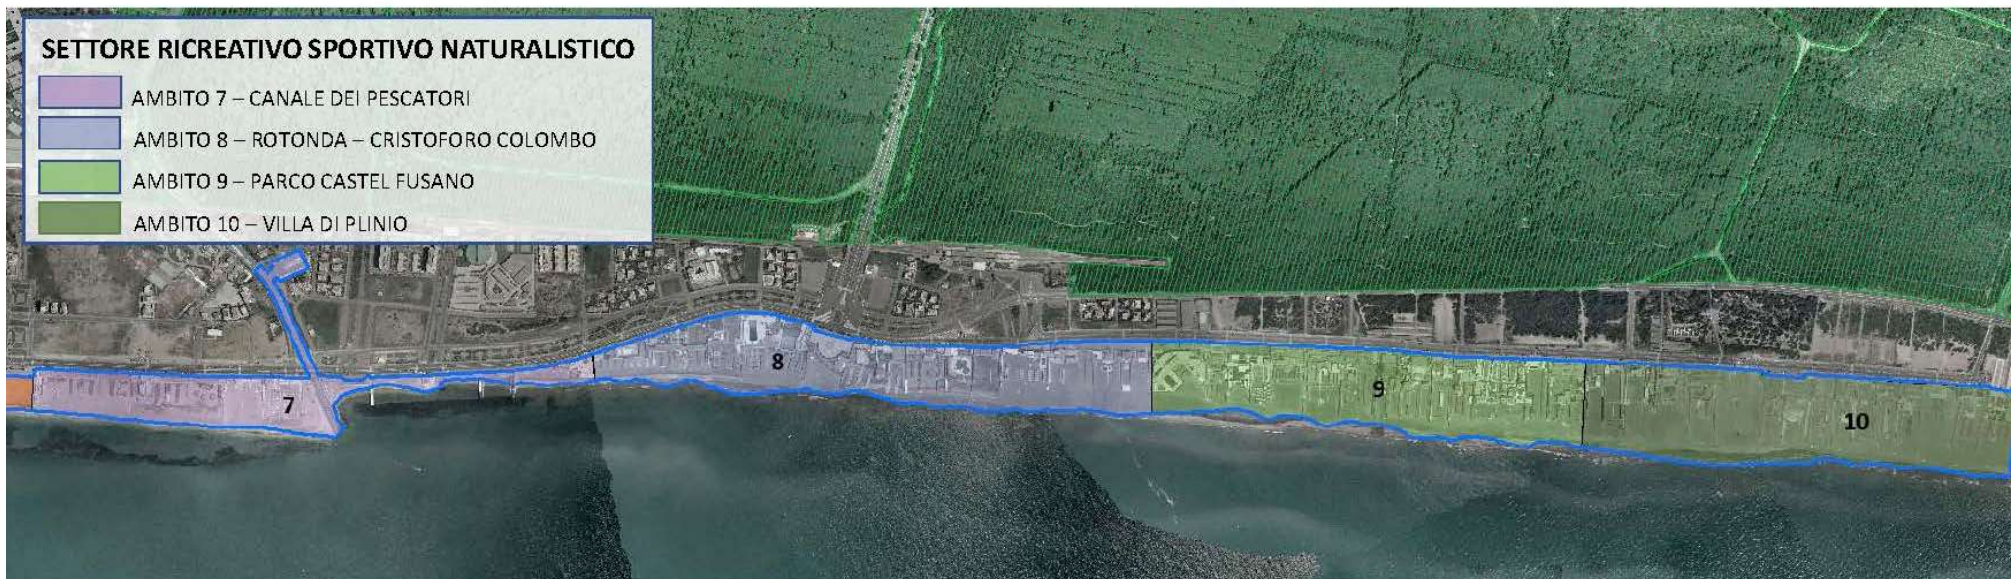 SETTORE RICREATIVO SPORTIVO NATURALISTICO
AMBITO 7 – CANALE DEI PESCATORI
AMBITO 8 – ROTONDA – CRISTOFORO COLOMBO
AMBITO 9 – PARCO CASTEL FUSANO
AMBITO 10 – VILLA DI PLINIO
7
8
9
10